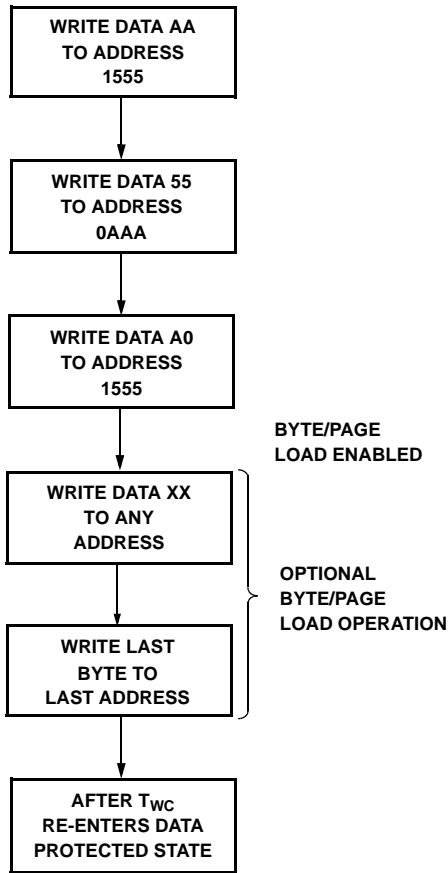 WRITE DATA AA
TO ADDRESS
1555
WRITE DATA 55
TO ADDRESS
0AAA
WRITE DATA A0
TO ADDRESS
1555
BYTE/PAGE
LOAD ENABLED
WRITE DATA XX
TO ANY
ADDRESS
OPTIONAL
BYTE/PAGE
LOAD OPERATION
WRITE LAST
BYTE TO
LAST ADDRESS
AFTER TWC
RE-ENTERS DATA
PROTECTED STATE